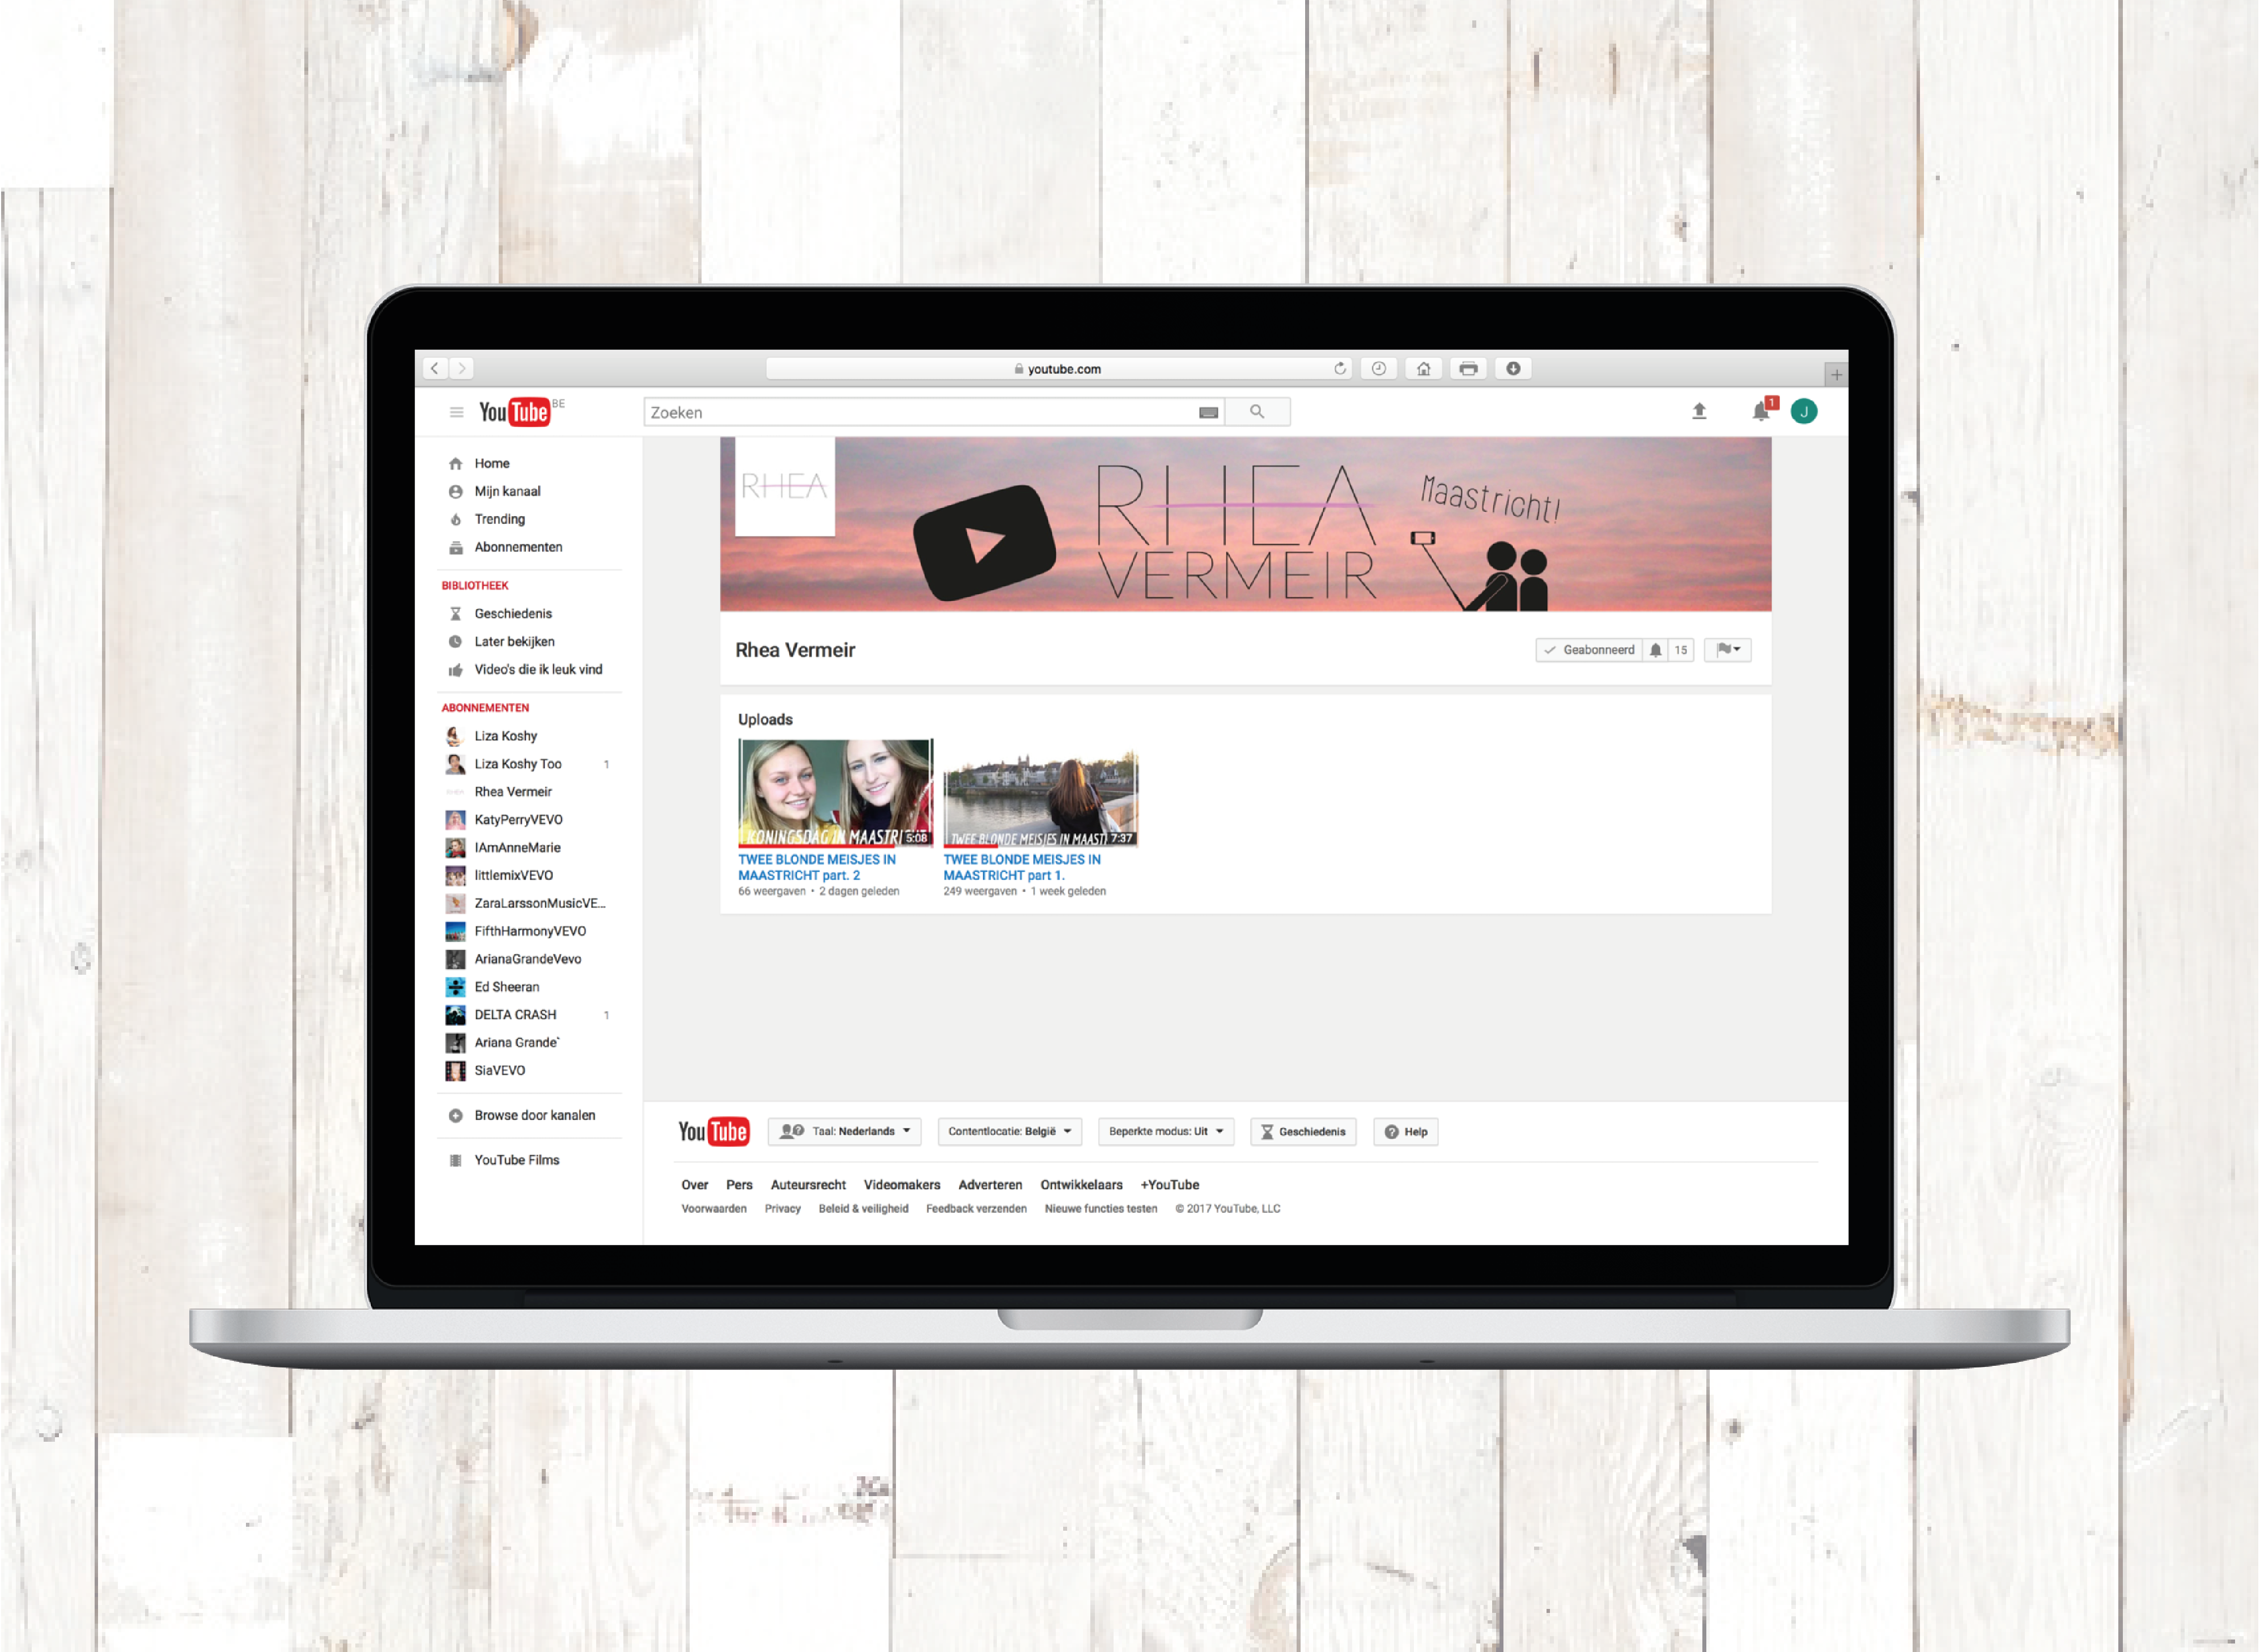 youtube.com
YouTube BE
Zoeken
1
J
Home
Mijn kanaal
Trending
Abonnementen
BIBLIOTHEEK
Geschiedenis
Later bekijken
Video's die ik leuk vind
ABONNEMENTEN
Liza Koshy
Liza Koshy Too 1
Rhea Vermeir
KatyPerryVEVO
IAmAnneMarie
littlemixVEVO
ZaraLarssonMusicVE...
FifthHarmonyVEVO
ArianaGrandeVevo
Ed Sheeran
DELTA CRASH 1
Ariana Grande
SiaVEVO
Browse door kanalen
YouTube Films
RHEA
RHEA
VERMEIR
Maastricht!
Rhea Vermeir
Geabonneerd 15
Uploads
KONINGSDAG IN MAASTRICHT 5:08
TWEE BLONDE MEISJES IN
MAASTRICHT part. 2
66 weergaven • 2 dagen geleden
TWEE BLONDE MEISJES IN MAASTI 7:37
TWEE BLONDE MEISJES IN
MAASTRICHT part 1.
249 weergaven • 1 week geleden
YouTube
Taal: Nederlands
Contentlocatie: België
Beperkte modus: Uit
Geschiedenis
Help
Over Pers Auteursrecht Videomakers Adverteren Ontwikkelaars +YouTube
Voorwaarden Privacy Beleid & veiligheid Feedback verzenden Nieuwe functies testen © 2017 YouTube, LLC